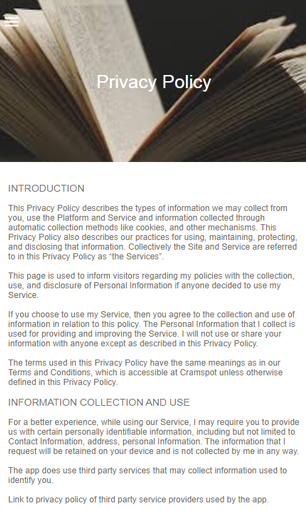 Privacy Policy
INTRODUCTION
This Privacy Policy describes the types of information we may collect from
you, use the Platform and Service and information collected through
automatic collection methods like cookies, and other mechanisms. This
Privacy Policy also describes our practices for using, maintaining, protecting,
and disclosing that information. Collectively the Site and Service are referred
to in this Privacy Policy as “the Services”.
This page is used to inform visitors regarding my policies with the collection,
use, and disclosure of Personal Information if anyone decided to use my
Service.
If you choose to use my Service, then you agree to the collection and use of
information in relation to this policy. The Personal Information that I collect is
used for providing and improving the Service. I will not use or share your
information with anyone except as described in this Privacy Policy.
The terms used in this Privacy Policy have the same meanings as in our
Terms and Conditions, which is accessible at Cramspot unless otherwise
defined in this Privacy Policy.
INFORMATION COLLECTION AND USE
For a better experience, while using our Service, I may require you to provide
us with certain personally identifiable information, including but not limited to
Contact Information, address, personal Information. The information that I
request will be retained on your device and is not collected by me in any way.
The app does use third party services that may collect information used to
identify you.
Link to privacy policy of third party service providers used by the app.